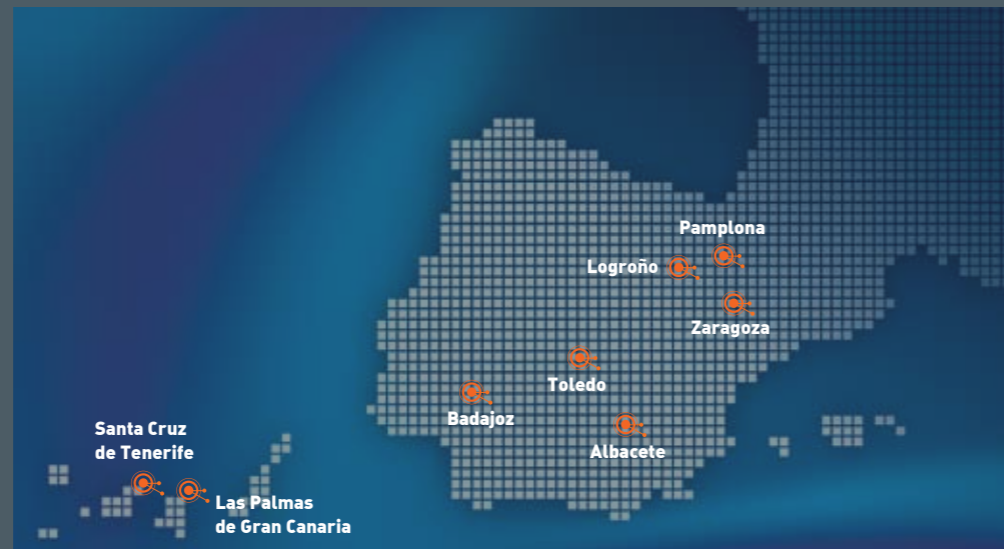 Pamplona
Logroño
Zaragoza
Toledo
Badajoz
Albacete
Santa Cruz
de Tenerife
Las Palmas
de Gran Canaria